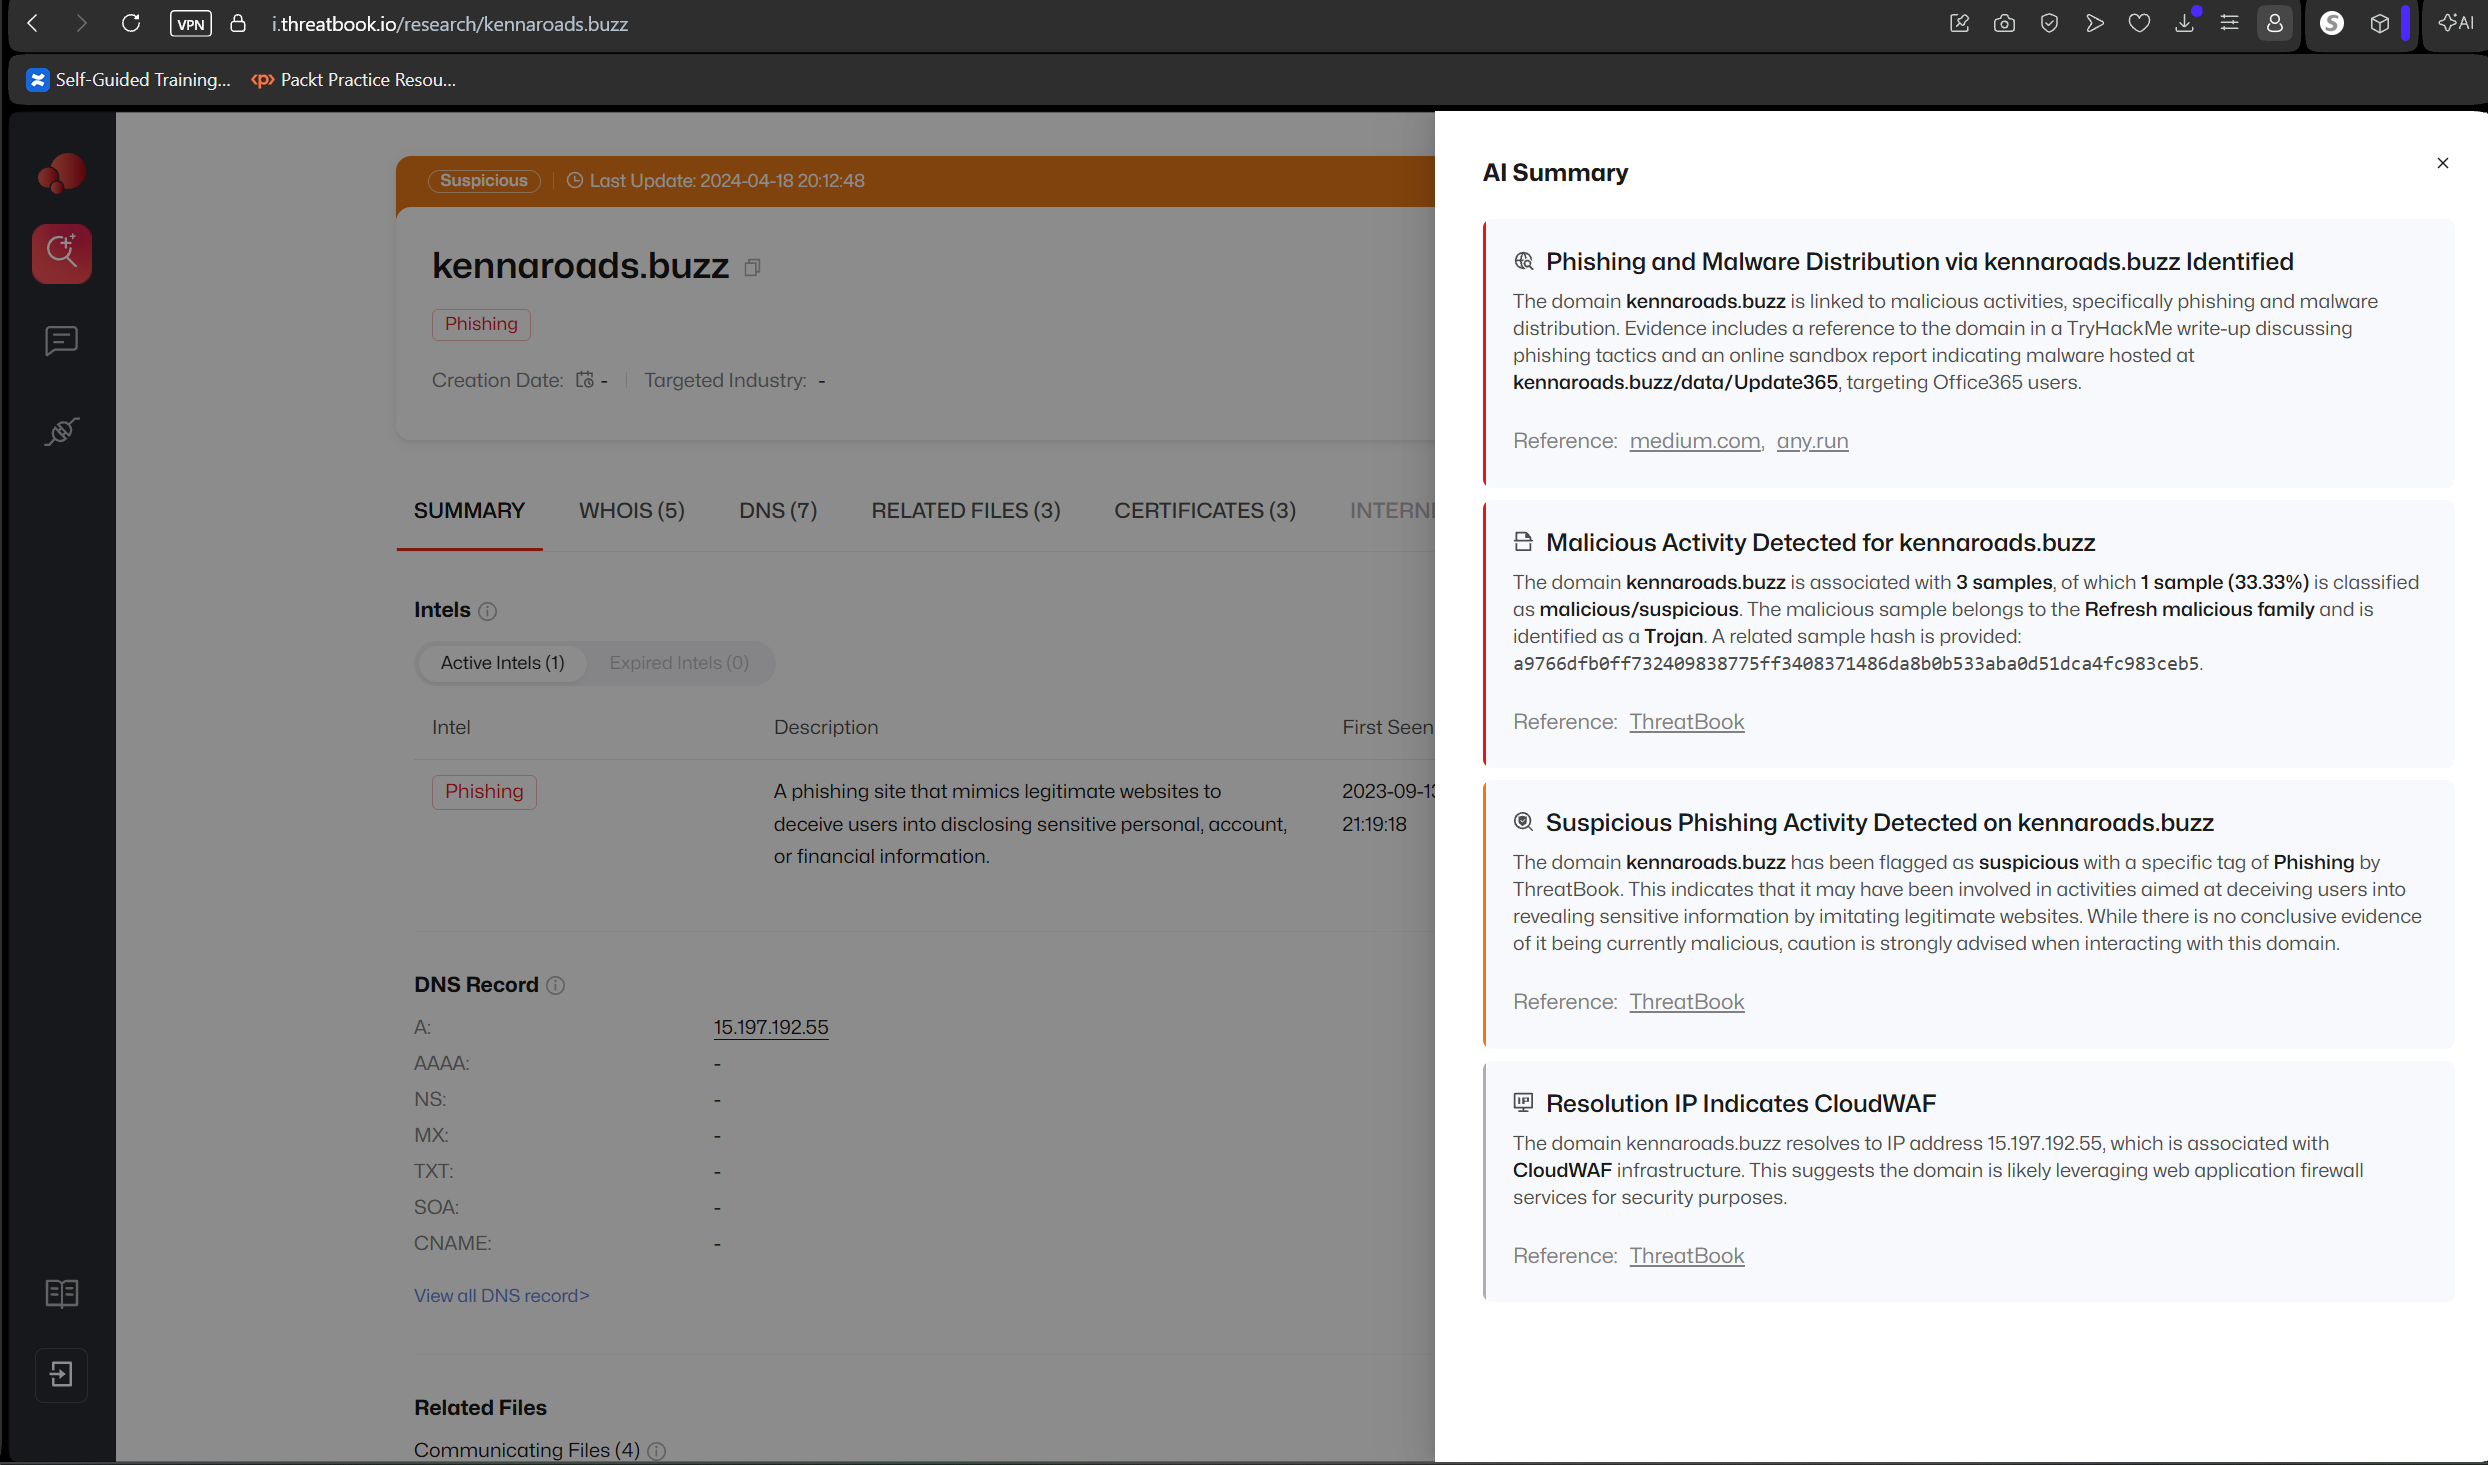 VPN
i.threatbook.io/research/kennaroads.buzz
AI
Self-Guided Training...
<p> Packt Practice Resou...
Suspicious
Last Update: 2024-04-18 20:12:48
kennaroads.buzz
Phishing
Creation Date: -
Targeted Industry: -
SUMMARY
WHOIS (5)
DNS (7)
RELATED FILES (3)
CERTIFICATES (3)
INTERN
Intels
Active Intels (1)
Expired Intels (0)
Intel
Description
First Seen
Phishing
A phishing site that mimics legitimate websites to
deceive users into disclosing sensitive personal, account,
or financial information.
2023-09-13
21:19:18
DNS Record
A: 15.197.192.55
AAAA: -
NS: -
MX: -
TXT: -
SOA: -
CNAME: -
View all DNS record>
Related Files
Communicating Files (4)
AI Summary
Phishing and Malware Distribution via kennaroads.buzz Identified
The domain kennaroads.buzz is linked to malicious activities, specifically phishing and malware
distribution. Evidence includes a reference to the domain in a TryHackMe write-up discussing
phishing tactics and an online sandbox report indicating malware hosted at
kennaroads.buzz/data/Update365, targeting Office365 users.
Reference: medium.com, any.run
Malicious Activity Detected for kennaroads.buzz
The domain kennaroads.buzz is associated with 3 samples, of which 1 sample (33.33%) is classified
as malicious/suspicious. The malicious sample belongs to the Refresh malicious family and is
identified as a Trojan. A related sample hash is provided:
a9766dfb0ff732409838775ff3408371486da8b0b533aba0d51dca4fc983ceb5.
Reference: ThreatBook
Suspicious Phishing Activity Detected on kennaroads.buzz
The domain kennaroads.buzz has been flagged as suspicious with a specific tag of Phishing by
ThreatBook. This indicates that it may have been involved in activities aimed at deceiving users into
revealing sensitive information by imitating legitimate websites. While there is no conclusive evidence
of it being currently malicious, caution is strongly advised when interacting with this domain.
Reference: ThreatBook
IP
Resolution IP Indicates CloudWAF
The domain kennaroads.buzz resolves to IP address 15.197.192.55, which is associated with
CloudWAF infrastructure. This suggests the domain is likely leveraging web application firewall
services for security purposes.
Reference: ThreatBook